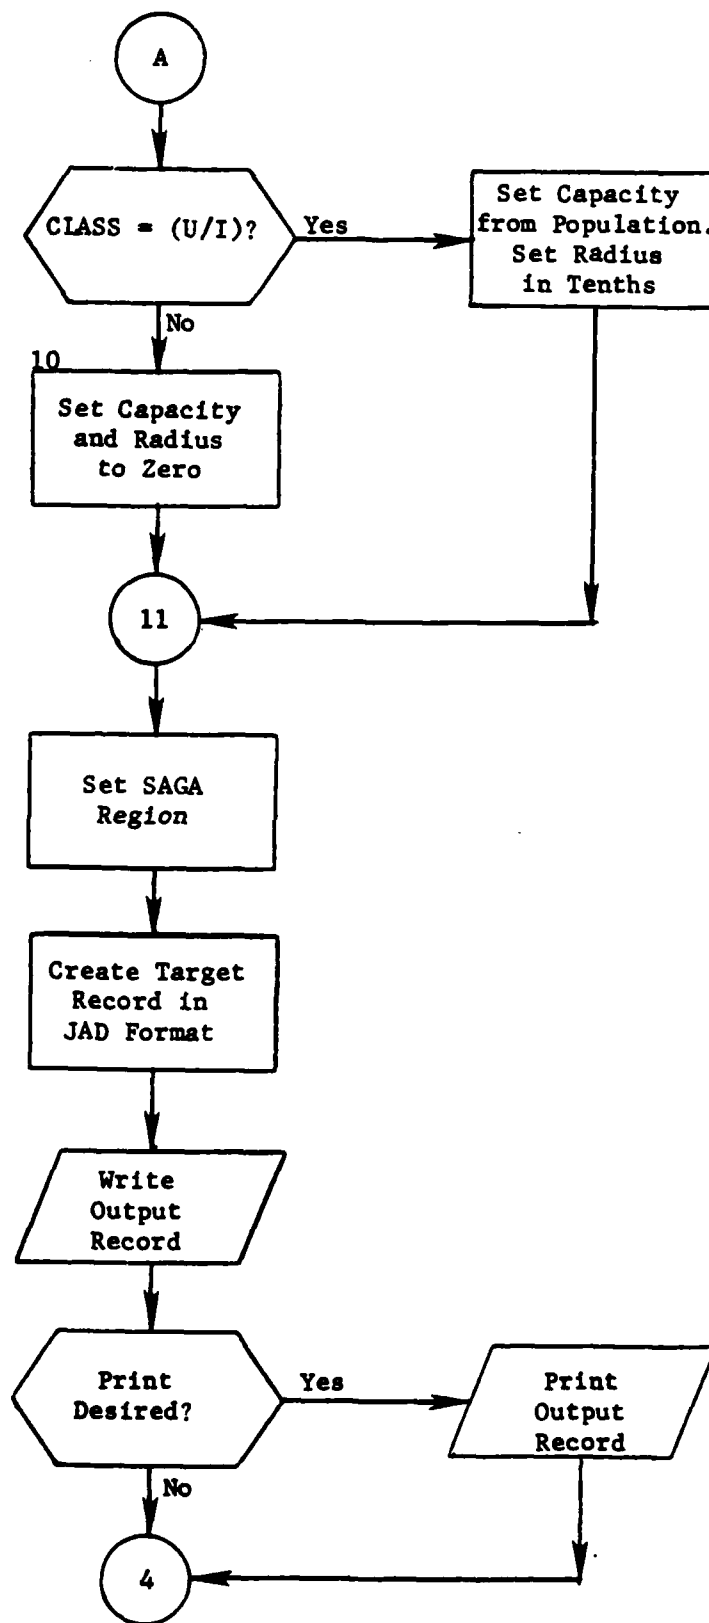 A
CLASS = (U/I)?
Yes
Set Capacity
from Population.
Set Radius
in Tenths
No
10
Set Capacity
and Radius
to Zero
11
Set SAGA
Region
Create Target
Record in
JAD Format
Write
Output
Record
Print
Desired?
Yes
Print
Output
Record
No
4